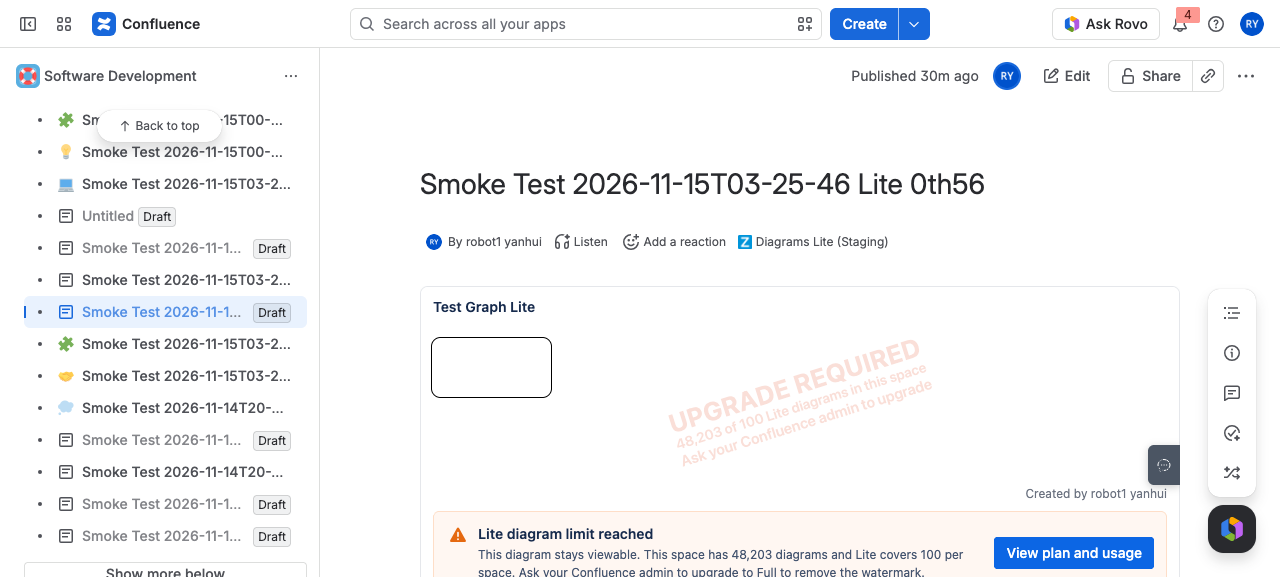 Confluence
Search across all your apps
Create
Ask Rovo
4
RY
Software Development
Published 30m ago
RY
Edit
Share
Back to top
Sm
-15T00-...
Smoke Test 2026-11-15T00-...
Smoke Test 2026-11-15T03-2...
Untitled Draft
Smoke Test 2026-11-1... Draft
Smoke Test 2026-11-15T03-2...
Smoke Test 2026-11-1... Draft
Smoke Test 2026-11-15T03-2...
Smoke Test 2026-11-15T03-2...
Smoke Test 2026-11-14T20-...
Smoke Test 2026-11-1... Draft
Smoke Test 2026-11-14T20-...
Smoke Test 2026-11-1... Draft
Smoke Test 2026-11-1... Draft
Show more below
Smoke Test 2026-11-15T03-25-46 Lite 0th56
RY By robot1 yanhui Listen Add a reaction Z Diagrams Lite (Staging)
Test Graph Lite
UPGRADE REQUIRED
48,203 of 100 Lite diagrams in this space
Ask your Confluence admin to upgrade
Created by robot1 yanhui
Lite diagram limit reached
This diagram stays viewable. This space has 48,203 diagrams and Lite covers 100 per
space. Ask your Confluence admin to upgrade to Full to remove the watermark.
View plan and usage